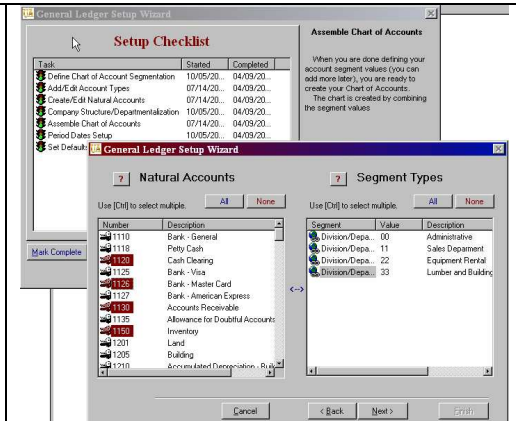 General Ledger Setup Wizard
Setup Checklist
Task Started Completed
Define Chart of Account Segmentation 10/05/20... 04/09/20...
Add/Edit Account Types 07/14/20... 04/09/20...
Create/Edit Natural Accounts 07/14/20... 04/09/20...
Company Structure/Departmentalization 10/05/20... 04/09/20...
Assemble Chart of Accounts 07/14/20... 04/09/20...
Period Dates Setup 10/05/20... 04/09/20...
Set Defaults
Mark Complete
Assemble Chart of Accounts
When you are done defining your
account segment values (you can
add more later), you are ready to
create your Chart of Accounts.
The chart is created by combining
the segment values
General Ledger Setup Wizard
? Natural Accounts
Use [Ctrl] to select multiple. All None
Number Description
1110 Bank - General
1118 Petty Cash
1120 Cash Clearing
1125 Bank - Visa
1126 Bank - Master Card
1127 Bank - American Express
1130 Accounts Receivable
1135 Allowance for Doubtful Accounts
1150 Inventory
1201 Land
1205 Building
1210 Accumulated Depreciation - Buil
<-->
? Segment Types
Use [Ctrl] to select multiple. All None
Segment Value Description
Division/Depa... 00 Administrative
Division/Depa... 11 Sales Deparment
Division/Depa... 22 Equipment Rental
Division/Depa... 33 Lumber and Building
Cancel < Back Next > Finish